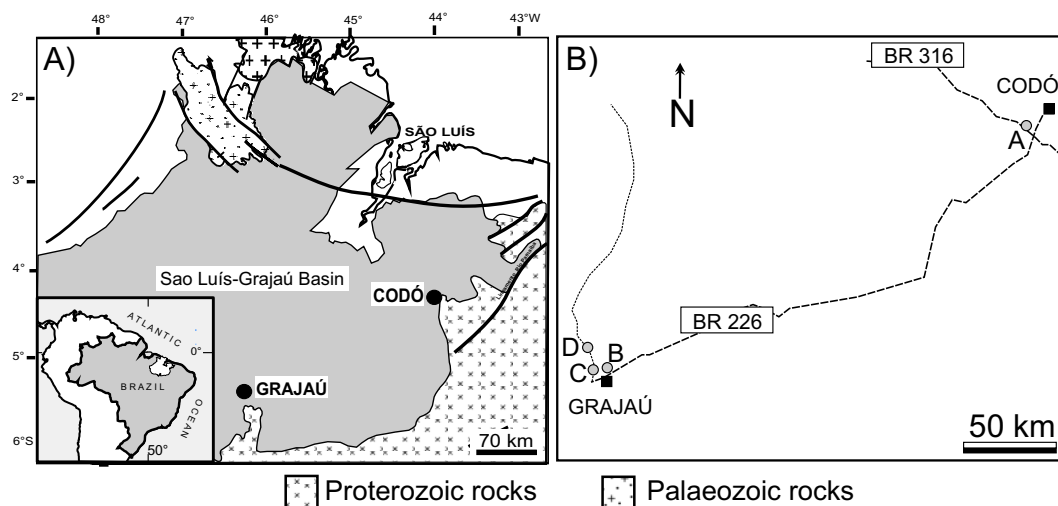 48° 47° 46° 45° 44° 43°W
A)
2°
3°
4°
5°
6°S
SÃO LUÍS
Sao Luís-Grajaú Basin
CODÓ
GRAJAÚ
70 km
ATLANTIC
OCEAN
BRAZIL
0°
50°
B)
N
BR 316
CODÓ
A
BR 226
D
B
C
GRAJAÚ
50 km
Proterozoic rocks
Palaeozoic rocks